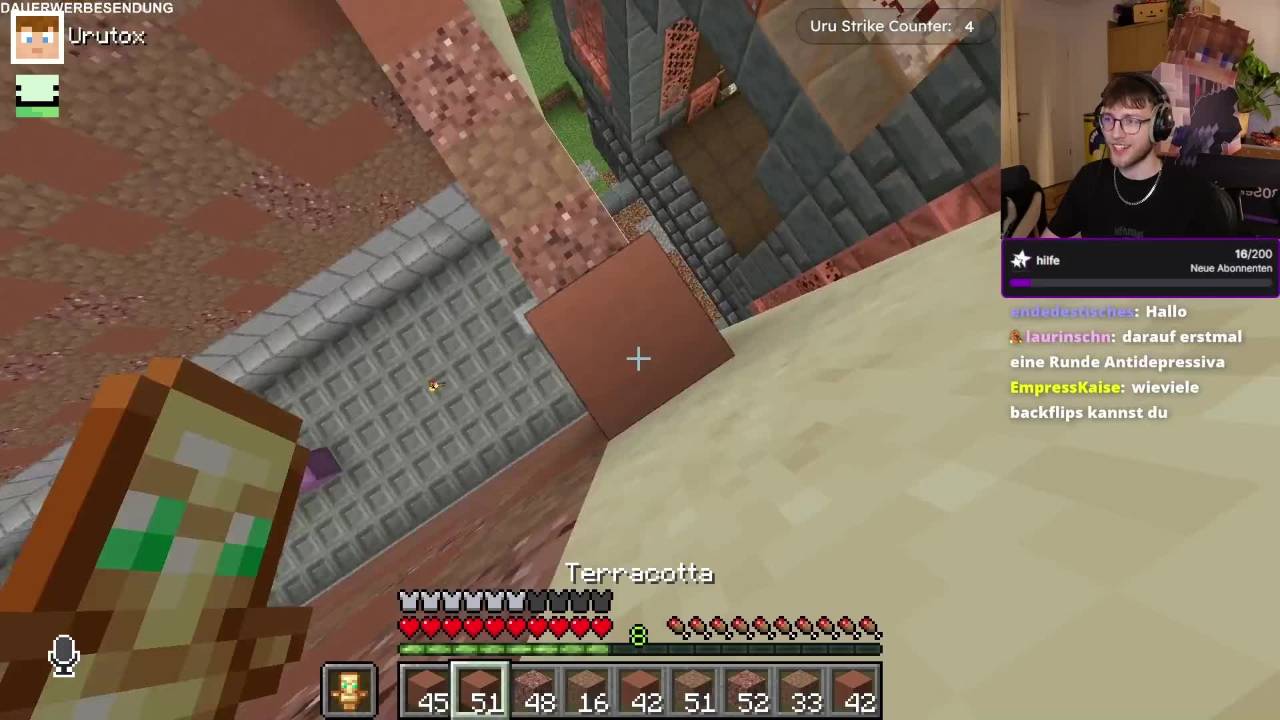 DAUERWERBESENDUNG
Urutox
Uru Strike Counter: 4
hilfe
16/200
Neue Abonnenten
endedestisches: Hallo
laurinschn: darauf erstmal
eine Runde Antidepressiva
EmpressKaise: wieviele
backflips kannst du
Terracotta
8
45 51 48 16 42 51 52 33 42